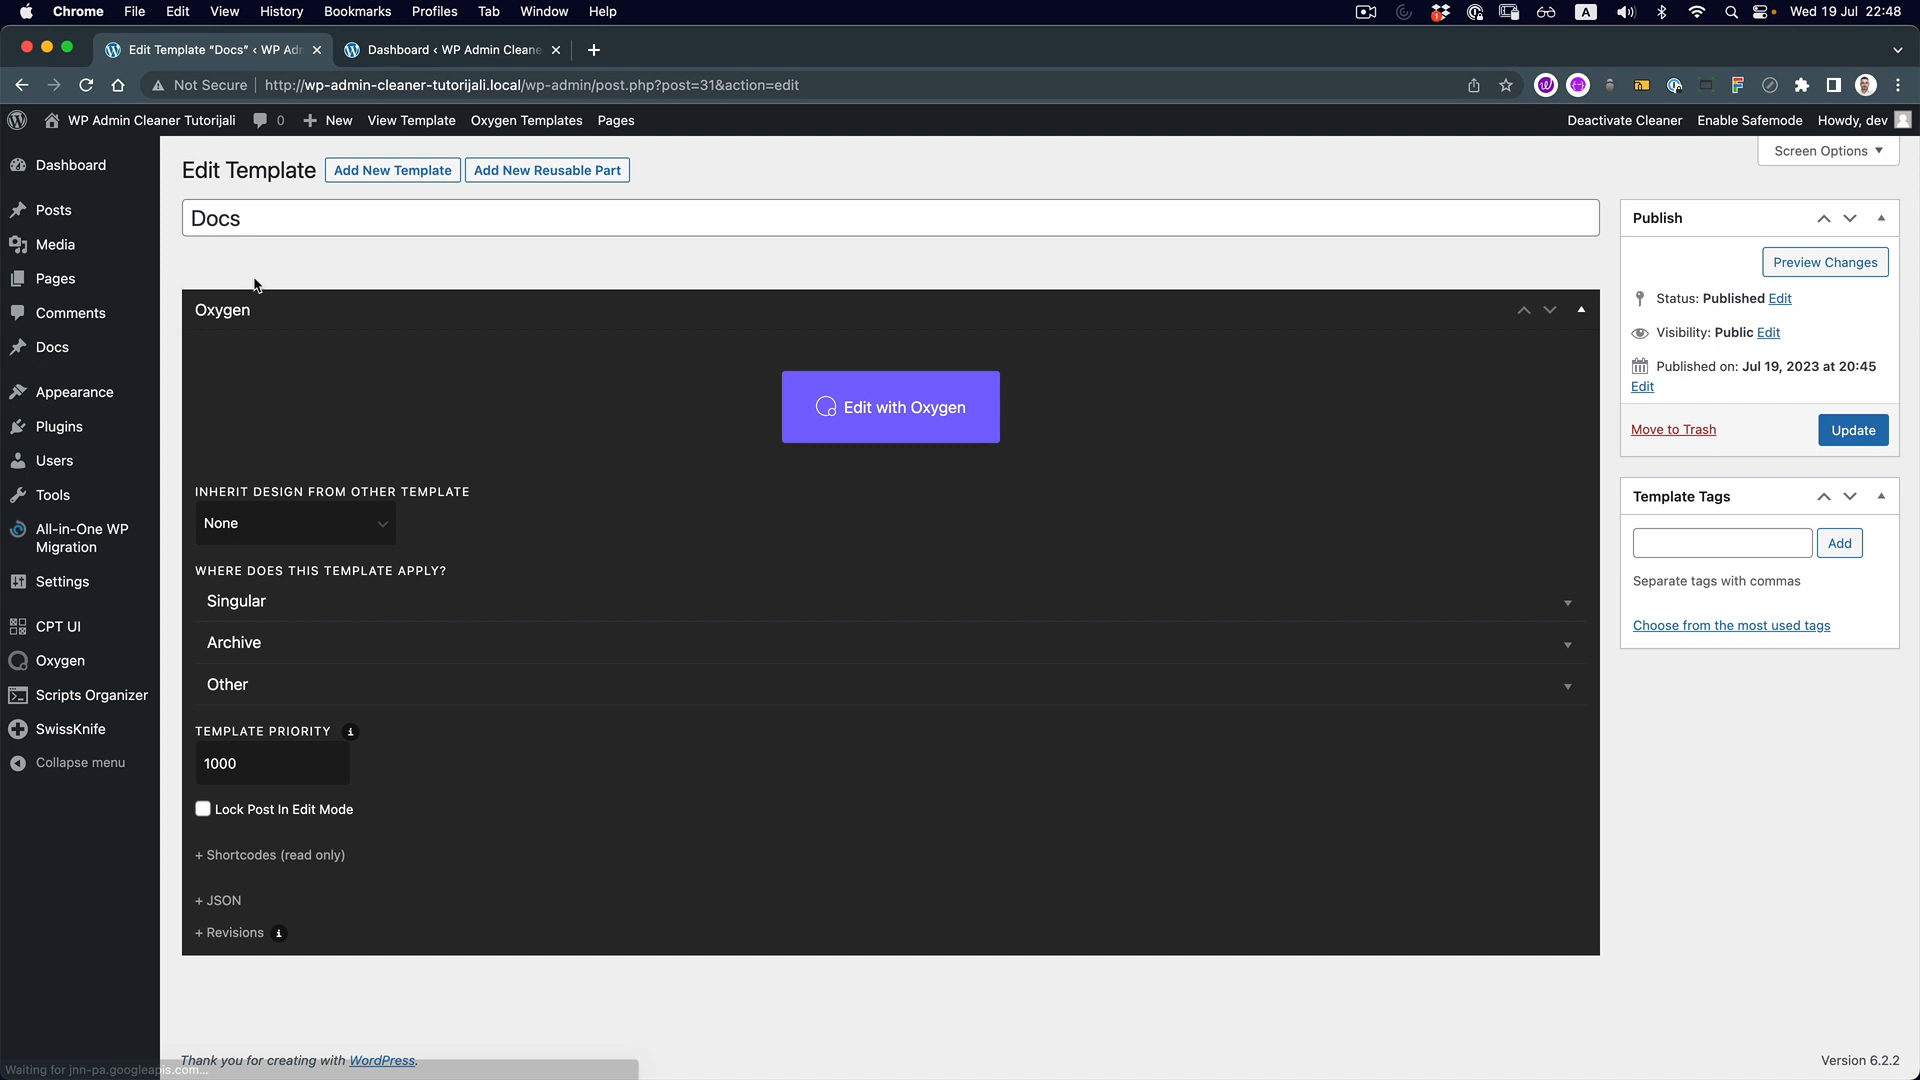 Chrome File Edit View History Bookmarks Profiles Tab Window Help A Wed 19 Jul 22:48
Edit Template “Docs” ‹ WP Adn Dashboard ‹ WP Admin Cleane
Not Secure http://wp-admin-cleaner-tutorijali.local/wp-admin/post.php?post=31&action=edit
WP Admin Cleaner Tutorijali 0 New View Template Oxygen Templates Pages Deactivate Cleaner Enable Safemode Howdy, dev
Dashboard
Posts
Media
Pages
Comments
Docs
Appearance
Plugins
Users
Tools
All-in-One WP
Migration
Settings
CPT UI
Oxygen
Scripts Organizer
SwissKnife
Collapse menu
Screen Options
Edit Template Add New Template Add New Reusable Part
Docs
Oxygen
Edit with Oxygen
INHERIT DESIGN FROM OTHER TEMPLATE
None
WHERE DOES THIS TEMPLATE APPLY?
Singular
Archive
Other
TEMPLATE PRIORITY i
1000
Lock Post In Edit Mode
+ Shortcodes (read only)
+ JSON
+ Revisions i
Publish
Preview Changes
Status: Published Edit
Visibility: Public Edit
Published on: Jul 19, 2023 at 20:45
Edit
Move to Trash Update
Template Tags
Add
Separate tags with commas
Choose from the most used tags
Thank you for creating with WordPress. Version 6.2.2
Waiting for jnn-pa.googleapis.com...